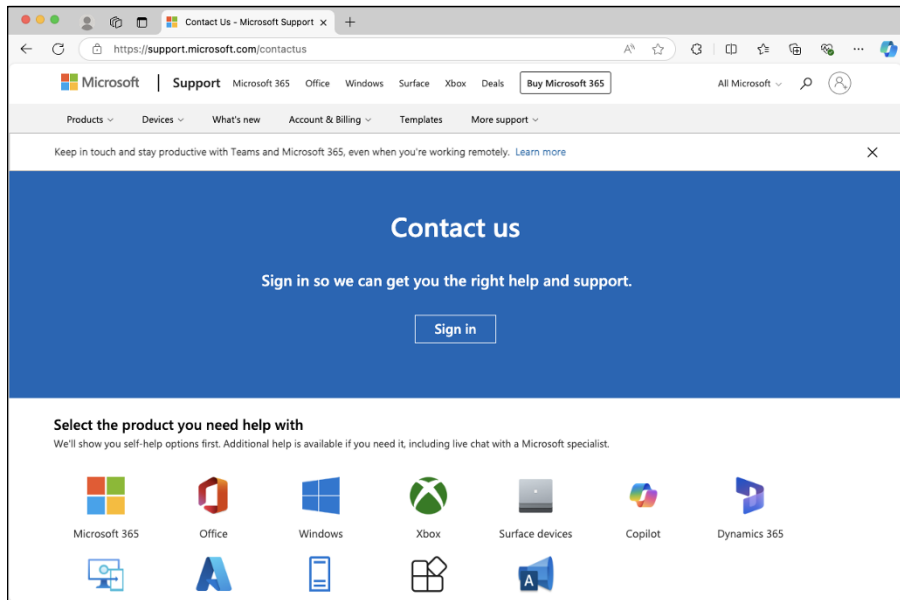 Contact Us - Microsoft Support
https://support.microsoft.com/contactus
Microsoft Support Microsoft 365 Office Windows Surface Xbox Deals Buy Microsoft 365 All Microsoft
Products Devices What's new Account & Billing Templates More support
Keep in touch and stay productive with Teams and Microsoft 365, even when you're working remotely. Learn more
Contact us
Sign in so we can get you the right help and support.
Sign in
Select the product you need help with
We'll show you self-help options first. Additional help is available if you need it, including live chat with a Microsoft specialist.
Microsoft 365 Office Windows Xbox Surface devices Copilot Dynamics 365
A